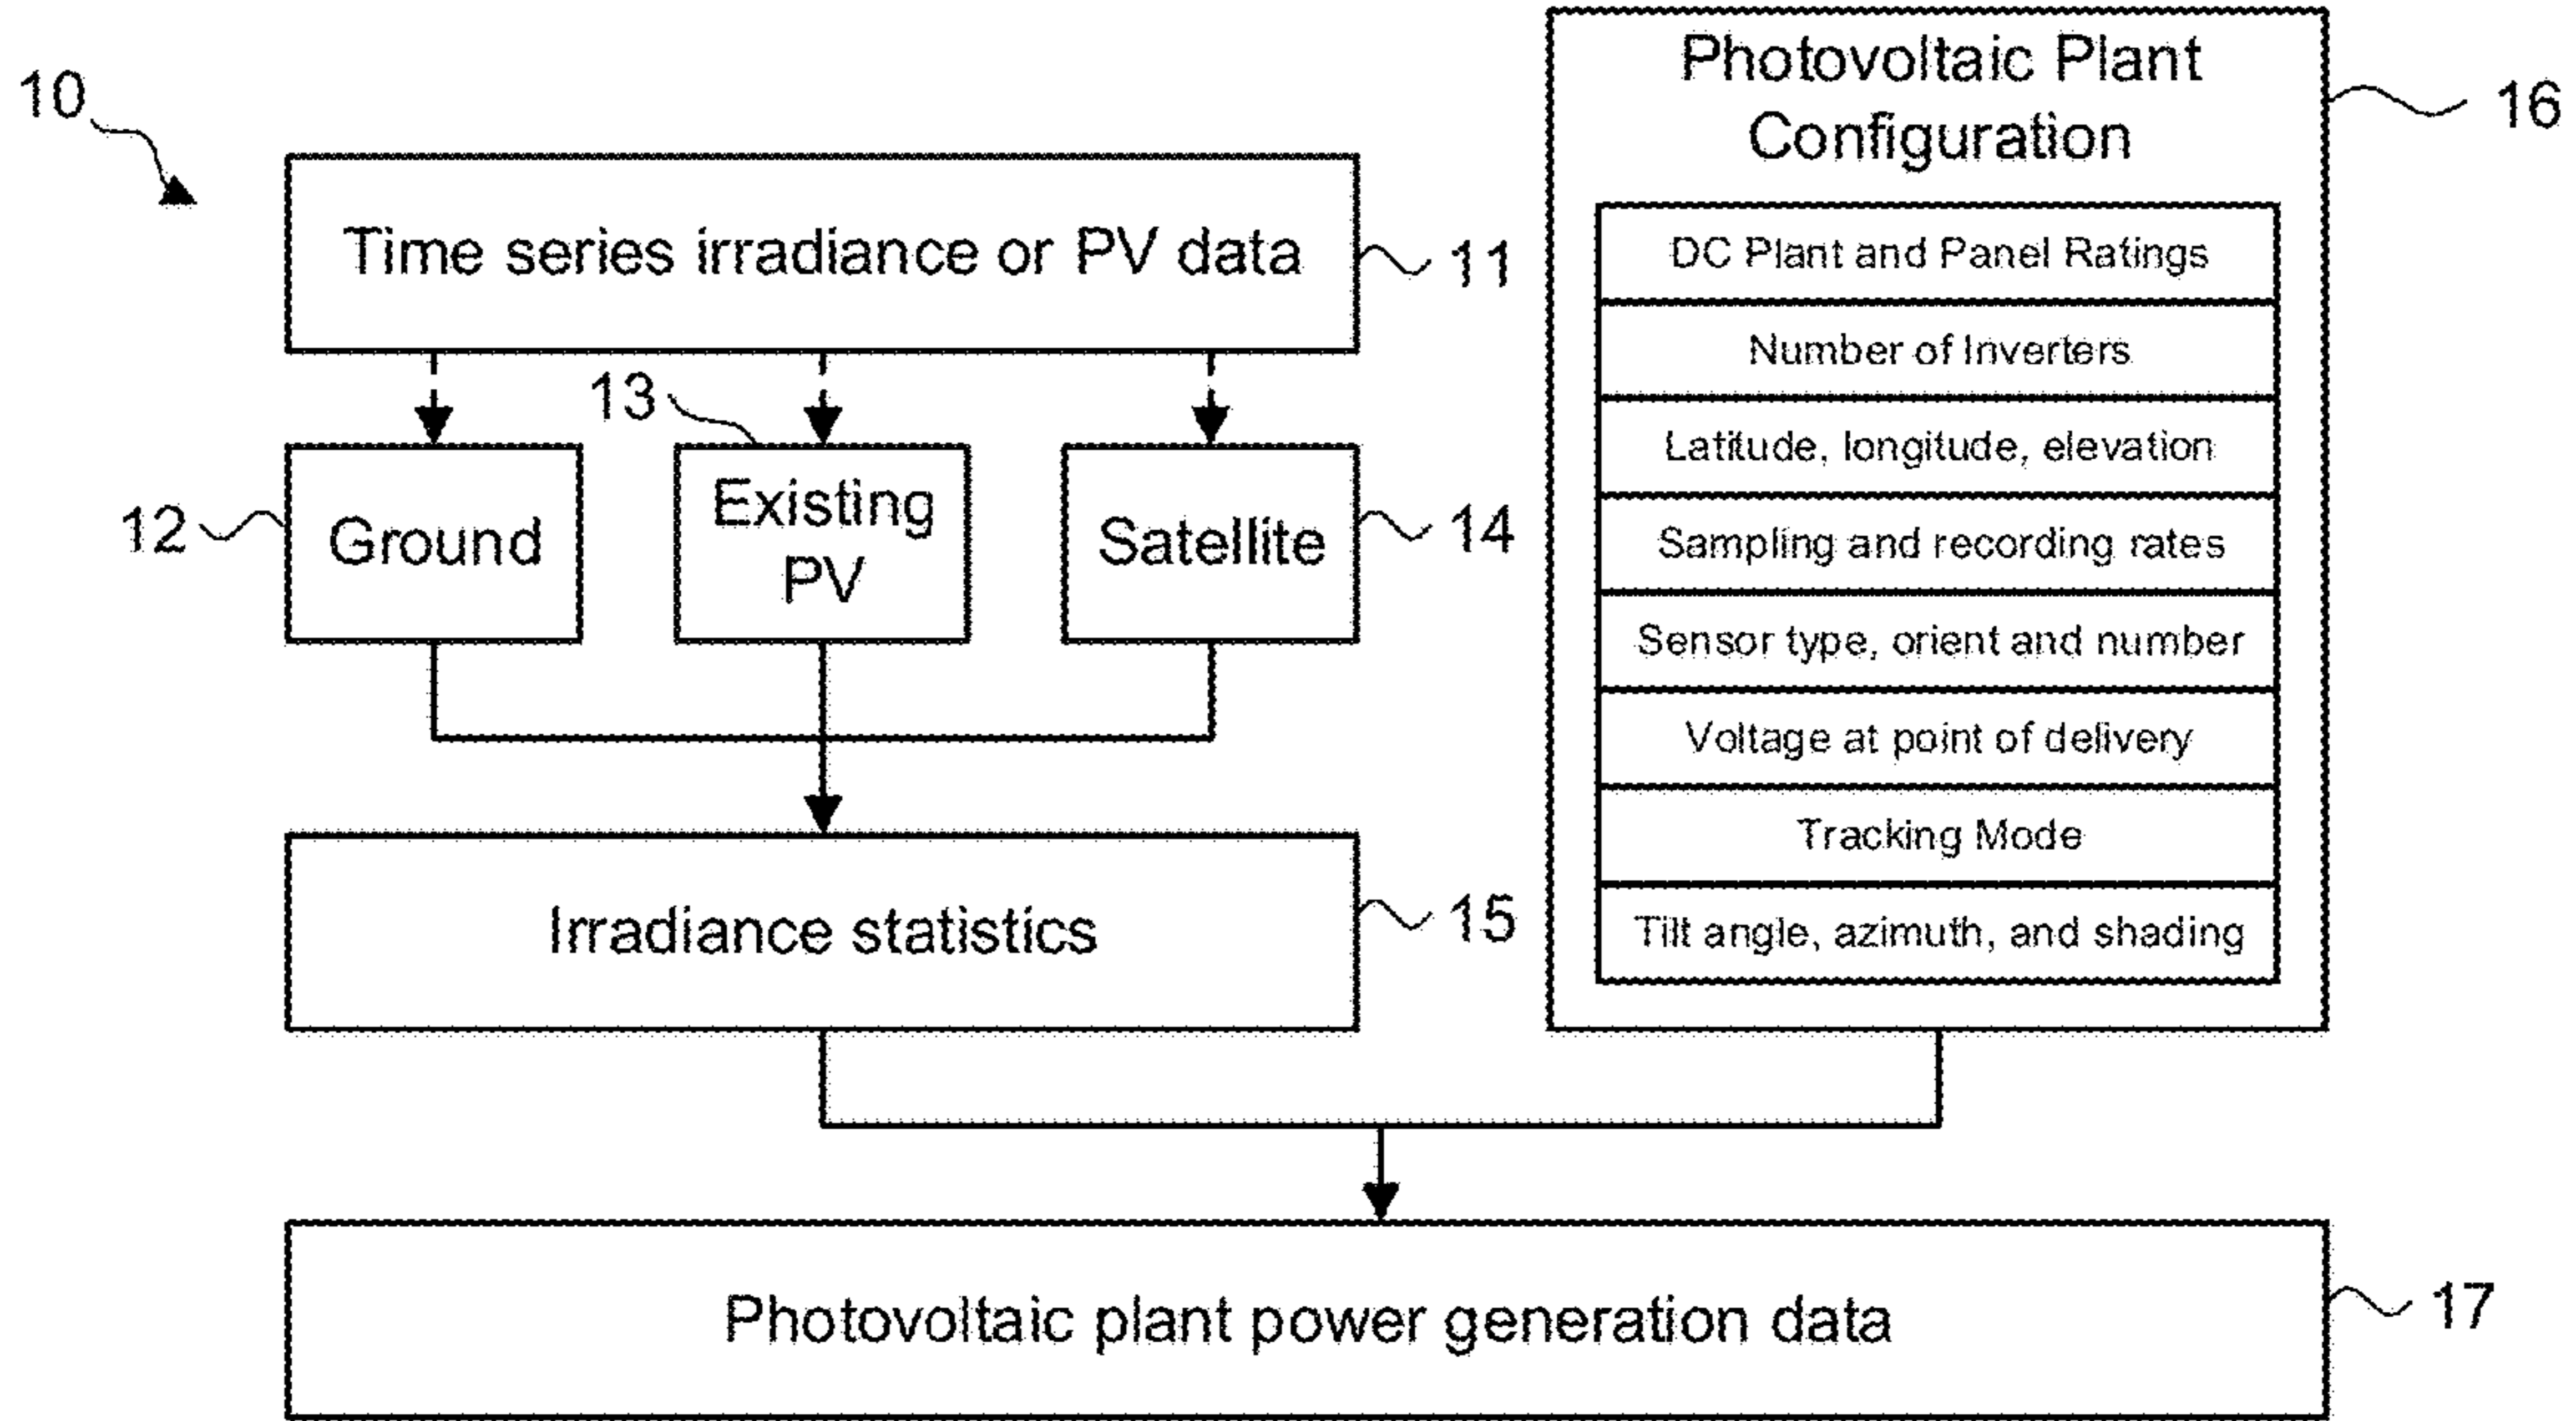 10
Time series irradiance or PV data
11
13
12
Ground
Existing
PV
Satellite
14
Irradiance statistics
15
Photovoltaic Plant
Configuration
16
DC Plant and Panel Ratings
Number of Inverters
Latitude, longitude, elevation
Sampling and recording rates
Sensor type, orient and number
Voltage at point of delivery
Tracking Mode
Tilt angle, azimuth, and shading
Photovoltaic plant power generation data
17